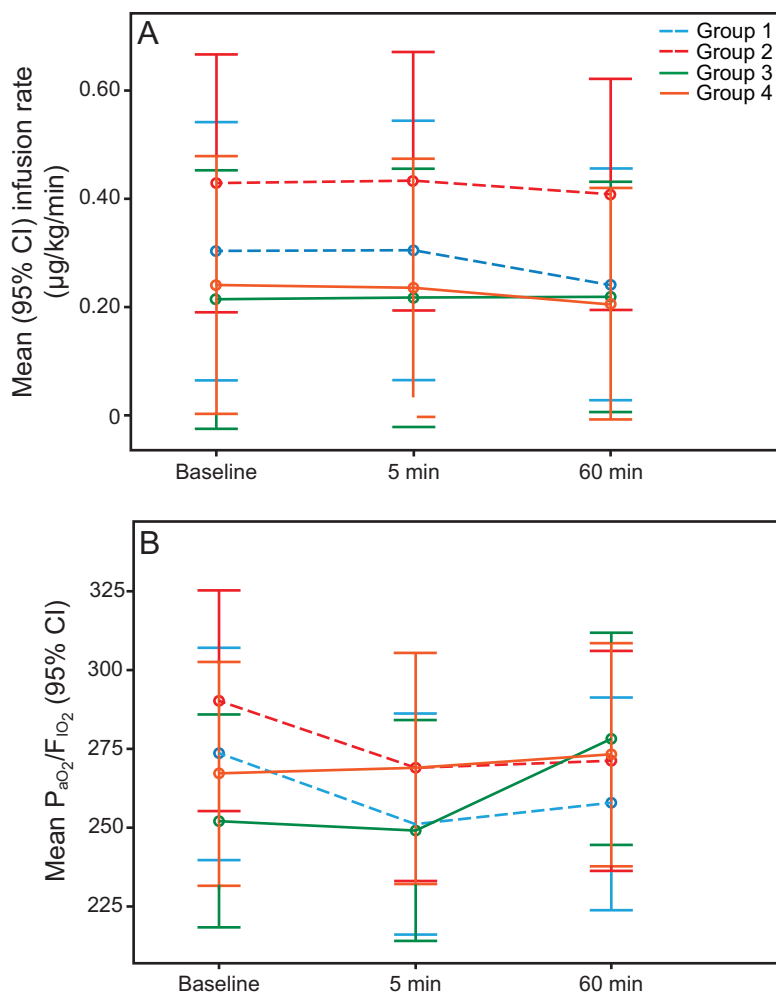 A
Group 1
Group 2
Group 3
Group 4
Mean (95% CI) infusion rate
(µg/kg/min)
0.60
0.40
0.20
0
Baseline
5 min
60 min
B
Mean PaO2/FIO2 (95% CI)
325
300
275
250
225
Baseline
5 min
60 min